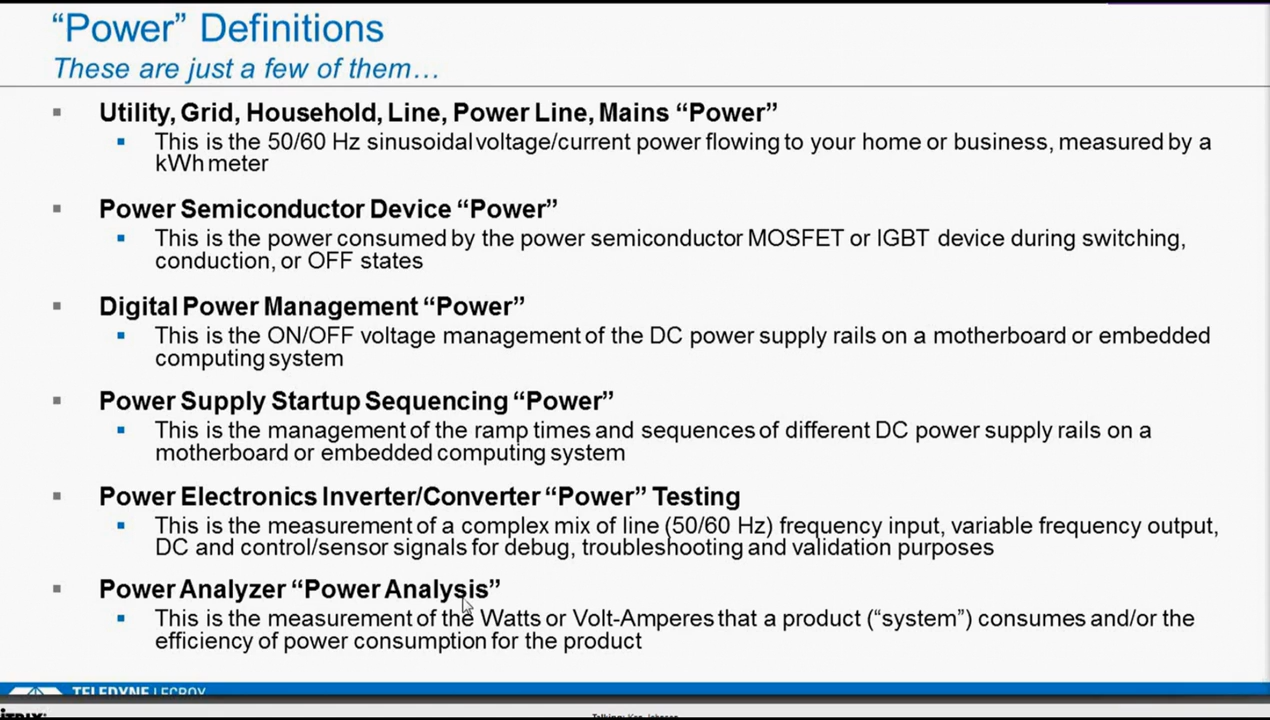 “Power” Definitions
These are just a few of them…
Utility, Grid, Household, Line, Power Line, Mains “Power”
This is the 50/60 Hz sinusoidal voltage/current power flowing to your home or business, measured by a
kWh meter
Power Semiconductor Device “Power”
This is the power consumed by the power semiconductor MOSFET or IGBT device during switching,
conduction, or OFF states
Digital Power Management “Power”
This is the ON/OFF voltage management of the DC power supply rails on a motherboard or embedded
computing system
Power Supply Startup Sequencing “Power”
This is the management of the ramp times and sequences of different DC power supply rails on a
motherboard or embedded computing system
Power Electronics Inverter/Converter “Power” Testing
This is the measurement of a complex mix of line (50/60 Hz) frequency input, variable frequency output,
DC and control/sensor signals for debug, troubleshooting and validation purposes
Power Analyzer “Power Analysis”
This is the measurement of the Watts or Volt-Amperes that a product (“system”) consumes and/or the
efficiency of power consumption for the product
TELEDYNE LECROY